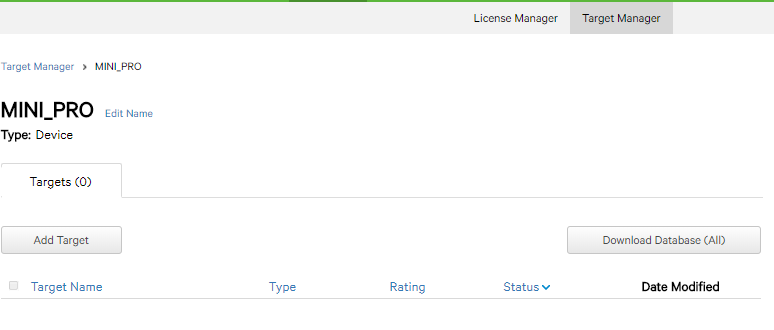 License Manager Target Manager
Target Manager > MINI_PRO
MINI_PRO Edit Name
Type: Device
Targets (0)
Add Target Download Database (All)
Target Name Type Rating Status Date Modified